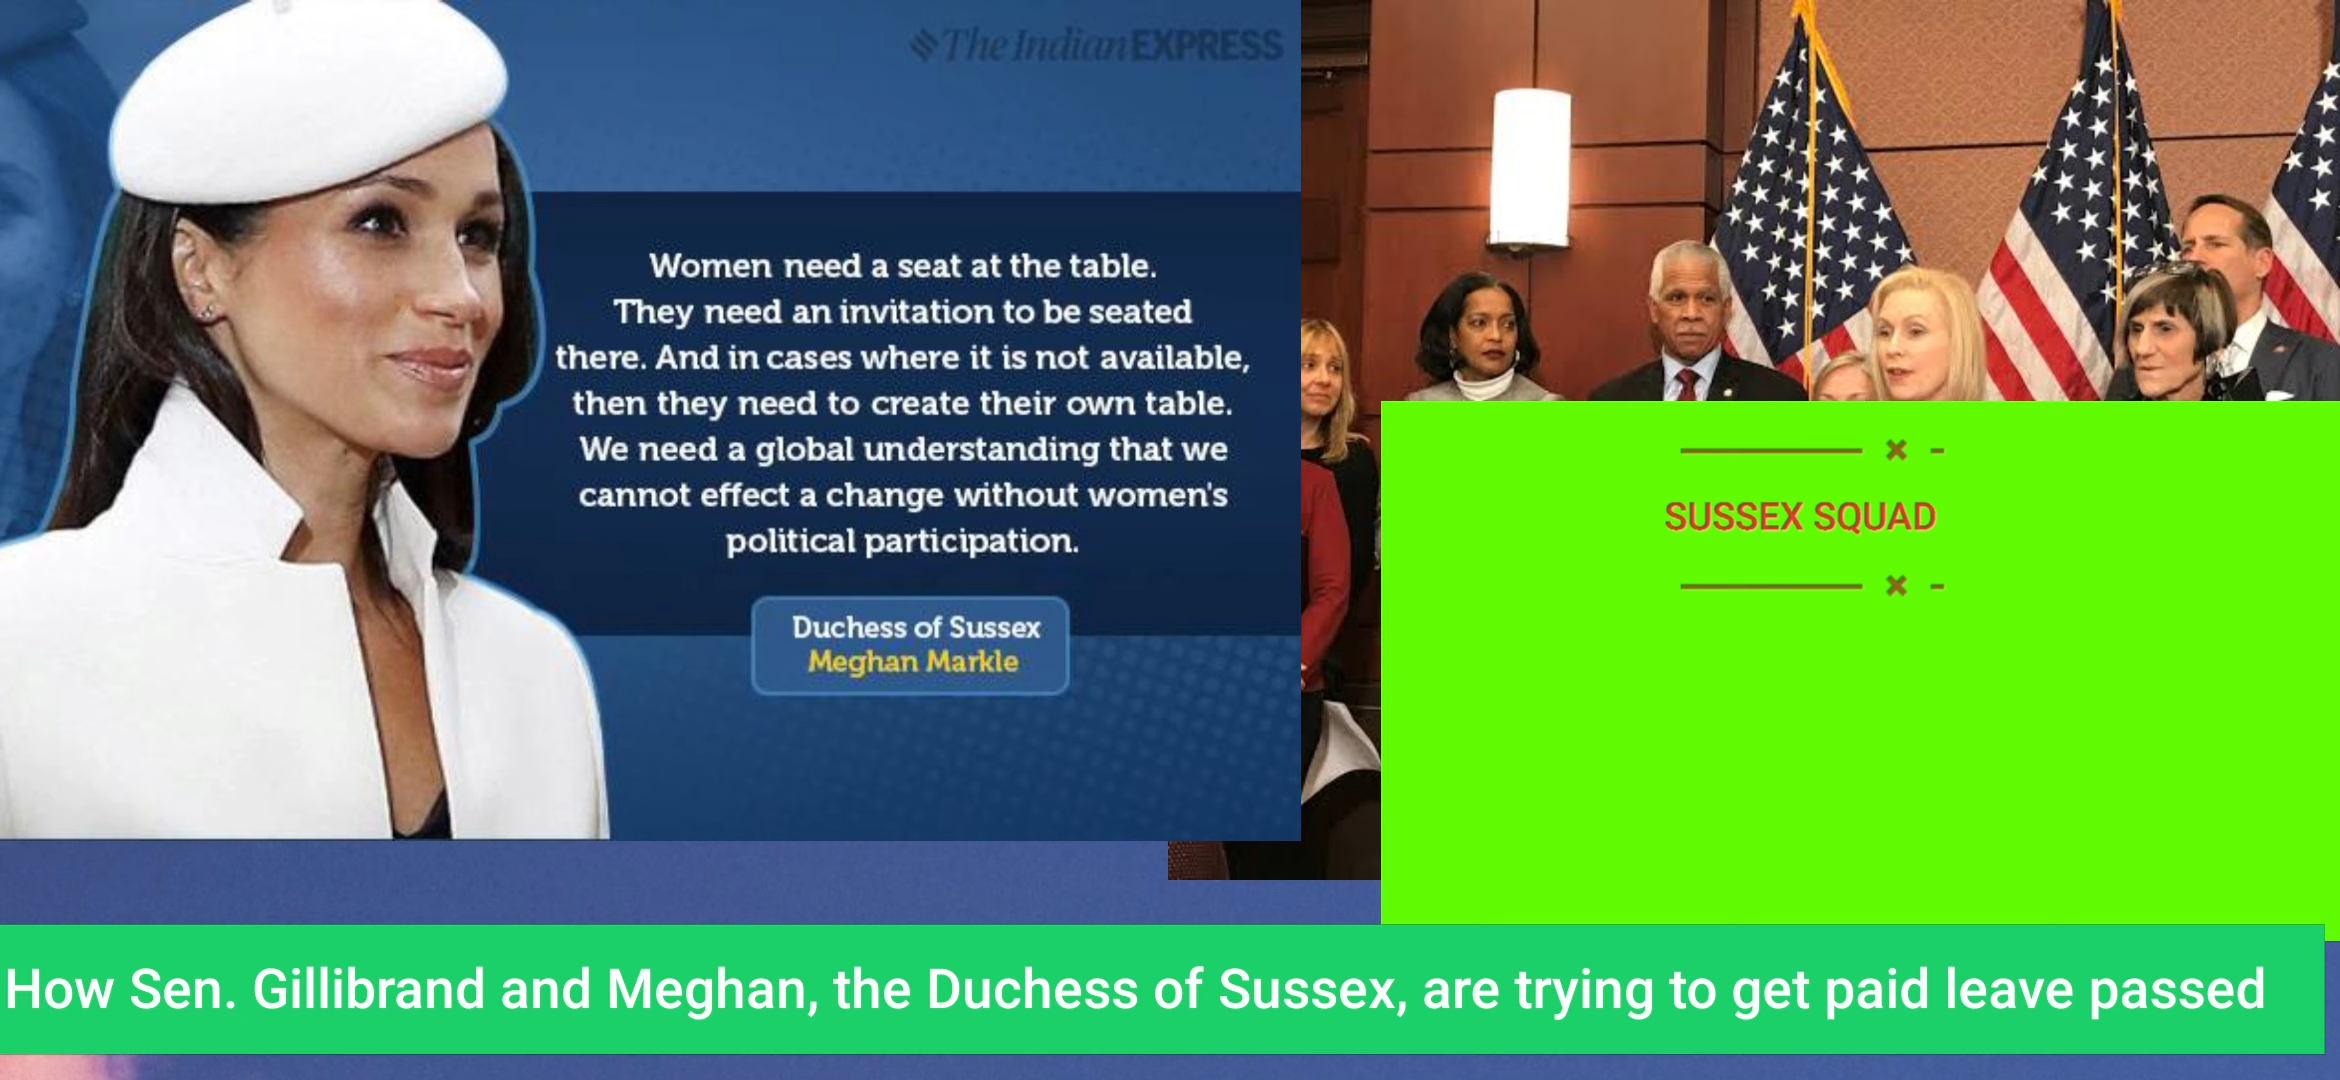 The Indian EXPRESS
Women need a seat at the table.
They need an invitation to be seated
there. And in cases where it is not available,
then they need to create their own table.
We need a global understanding that we
cannot effect a change without women's
political participation.
Duchess of Sussex
Meghan Markle
SUSSEX SQUAD
How Sen. Gillibrand and Meghan, the Duchess of Sussex, are trying to get paid leave passed